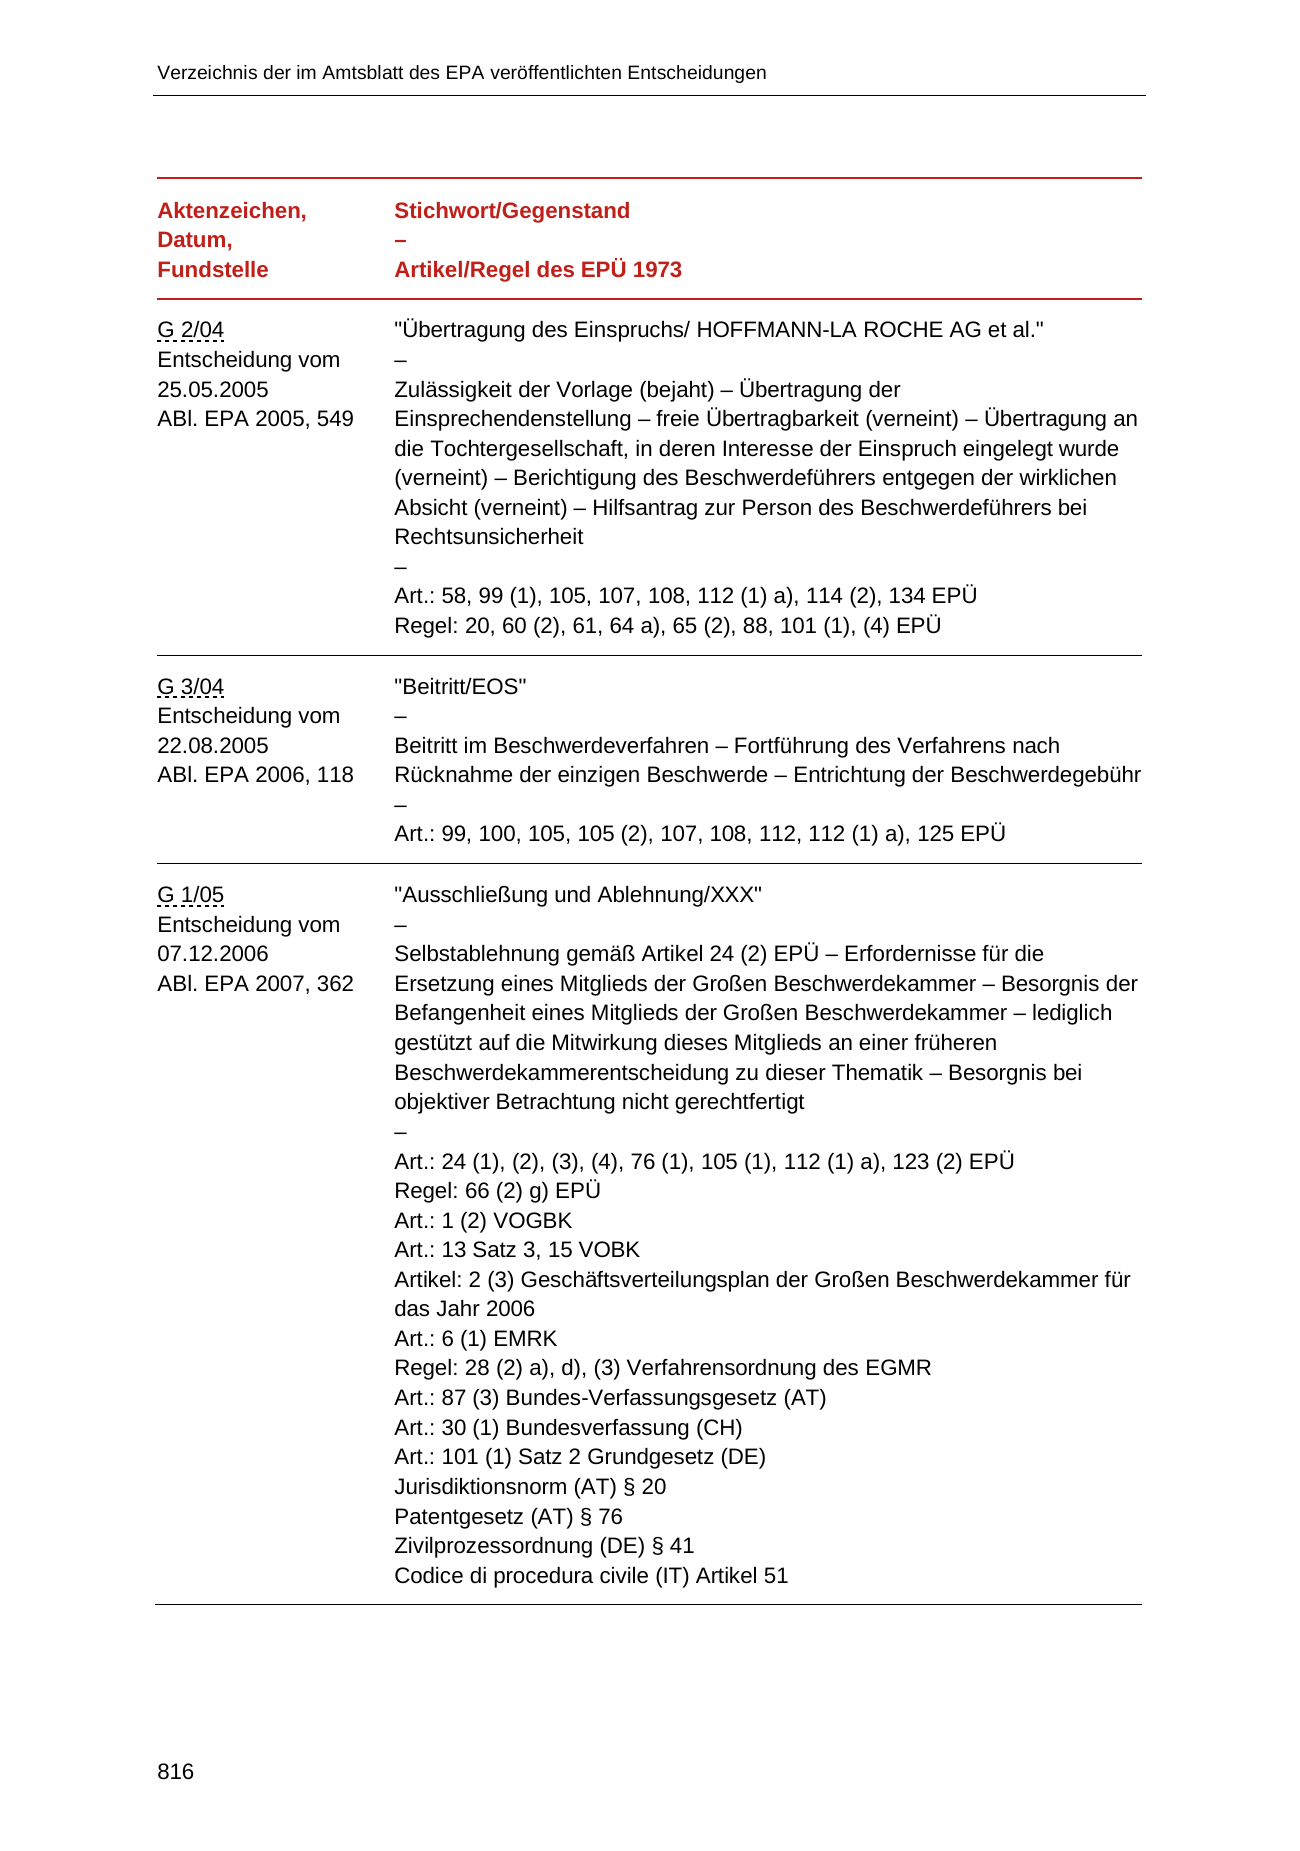 Verzeichnis der im Amtsblatt des EPA veröffentlichten Entscheidungen
Aktenzeichen,
Datum,
Fundstelle
Stichwort/Gegenstand
–
Artikel/Regel des EPÜ 1973
G 2/04
Entscheidung vom
25.05.2005
ABl. EPA 2005, 549
"Übertragung des Einspruchs/ HOFFMANN-LA ROCHE AG et al."
–
Zulässigkeit der Vorlage (bejaht) – Übertragung der
Einsprechendenstellung – freie Übertragbarkeit (verneint) – Übertragung an
die Tochtergesellschaft, in deren Interesse der Einspruch eingelegt wurde
(verneint) – Berichtigung des Beschwerdeführers entgegen der wirklichen
Absicht (verneint) – Hilfsantrag zur Person des Beschwerdeführers bei
Rechtsunsicherheit
–
Art.: 58, 99 (1), 105, 107, 108, 112 (1) a), 114 (2), 134 EPÜ
Regel: 20, 60 (2), 61, 64 a), 65 (2), 88, 101 (1), (4) EPÜ
G 3/04
Entscheidung vom
22.08.2005
ABl. EPA 2006, 118
"Beitritt/EOS"
–
Beitritt im Beschwerdeverfahren – Fortführung des Verfahrens nach
Rücknahme der einzigen Beschwerde – Entrichtung der Beschwerdegebühr
–
Art.: 99, 100, 105, 105 (2), 107, 108, 112, 112 (1) a), 125 EPÜ
G 1/05
Entscheidung vom
07.12.2006
ABl. EPA 2007, 362
"Ausschließung und Ablehnung/XXX"
–
Selbstablehnung gemäß Artikel 24 (2) EPÜ – Erfordernisse für die
Ersetzung eines Mitglieds der Großen Beschwerdekammer – Besorgnis der
Befangenheit eines Mitglieds der Großen Beschwerdekammer – lediglich
gestützt auf die Mitwirkung dieses Mitglieds an einer früheren
Beschwerdekammerentscheidung zu dieser Thematik – Besorgnis bei
objektiver Betrachtung nicht gerechtfertigt
–
Art.: 24 (1), (2), (3), (4), 76 (1), 105 (1), 112 (1) a), 123 (2) EPÜ
Regel: 66 (2) g) EPÜ
Art.: 1 (2) VOGBK
Art.: 13 Satz 3, 15 VOBK
Artikel: 2 (3) Geschäftsverteilungsplan der Großen Beschwerdekammer für
das Jahr 2006
Art.: 6 (1) EMRK
Regel: 28 (2) a), d), (3) Verfahrensordnung des EGMR
Art.: 87 (3) Bundes-Verfassungsgesetz (AT)
Art.: 30 (1) Bundesverfassung (CH)
Art.: 101 (1) Satz 2 Grundgesetz (DE)
Jurisdiktionsnorm (AT) § 20
Patentgesetz (AT) § 76
Zivilprozessordnung (DE) § 41
Codice di procedura civile (IT) Artikel 51
816